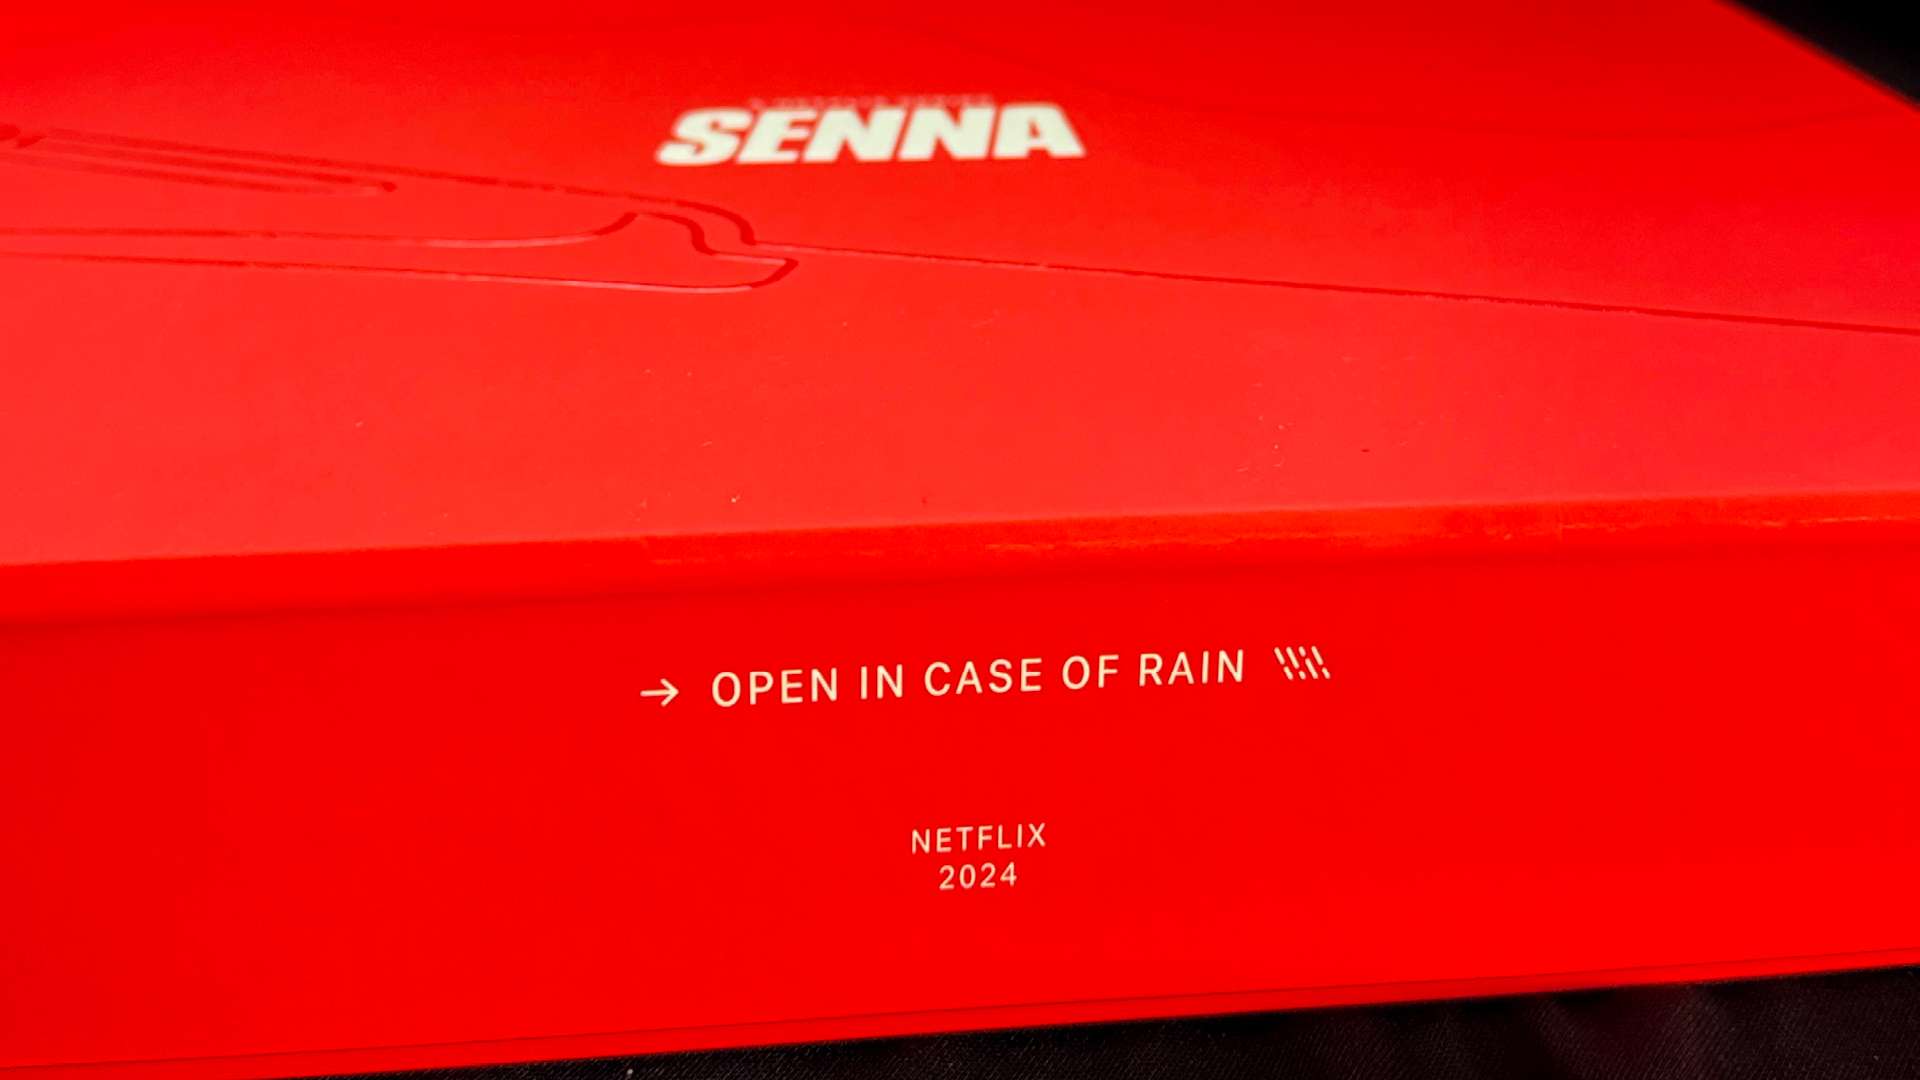 SENNA
→ OPEN IN CASE OF RAIN
NETFLIX
2024